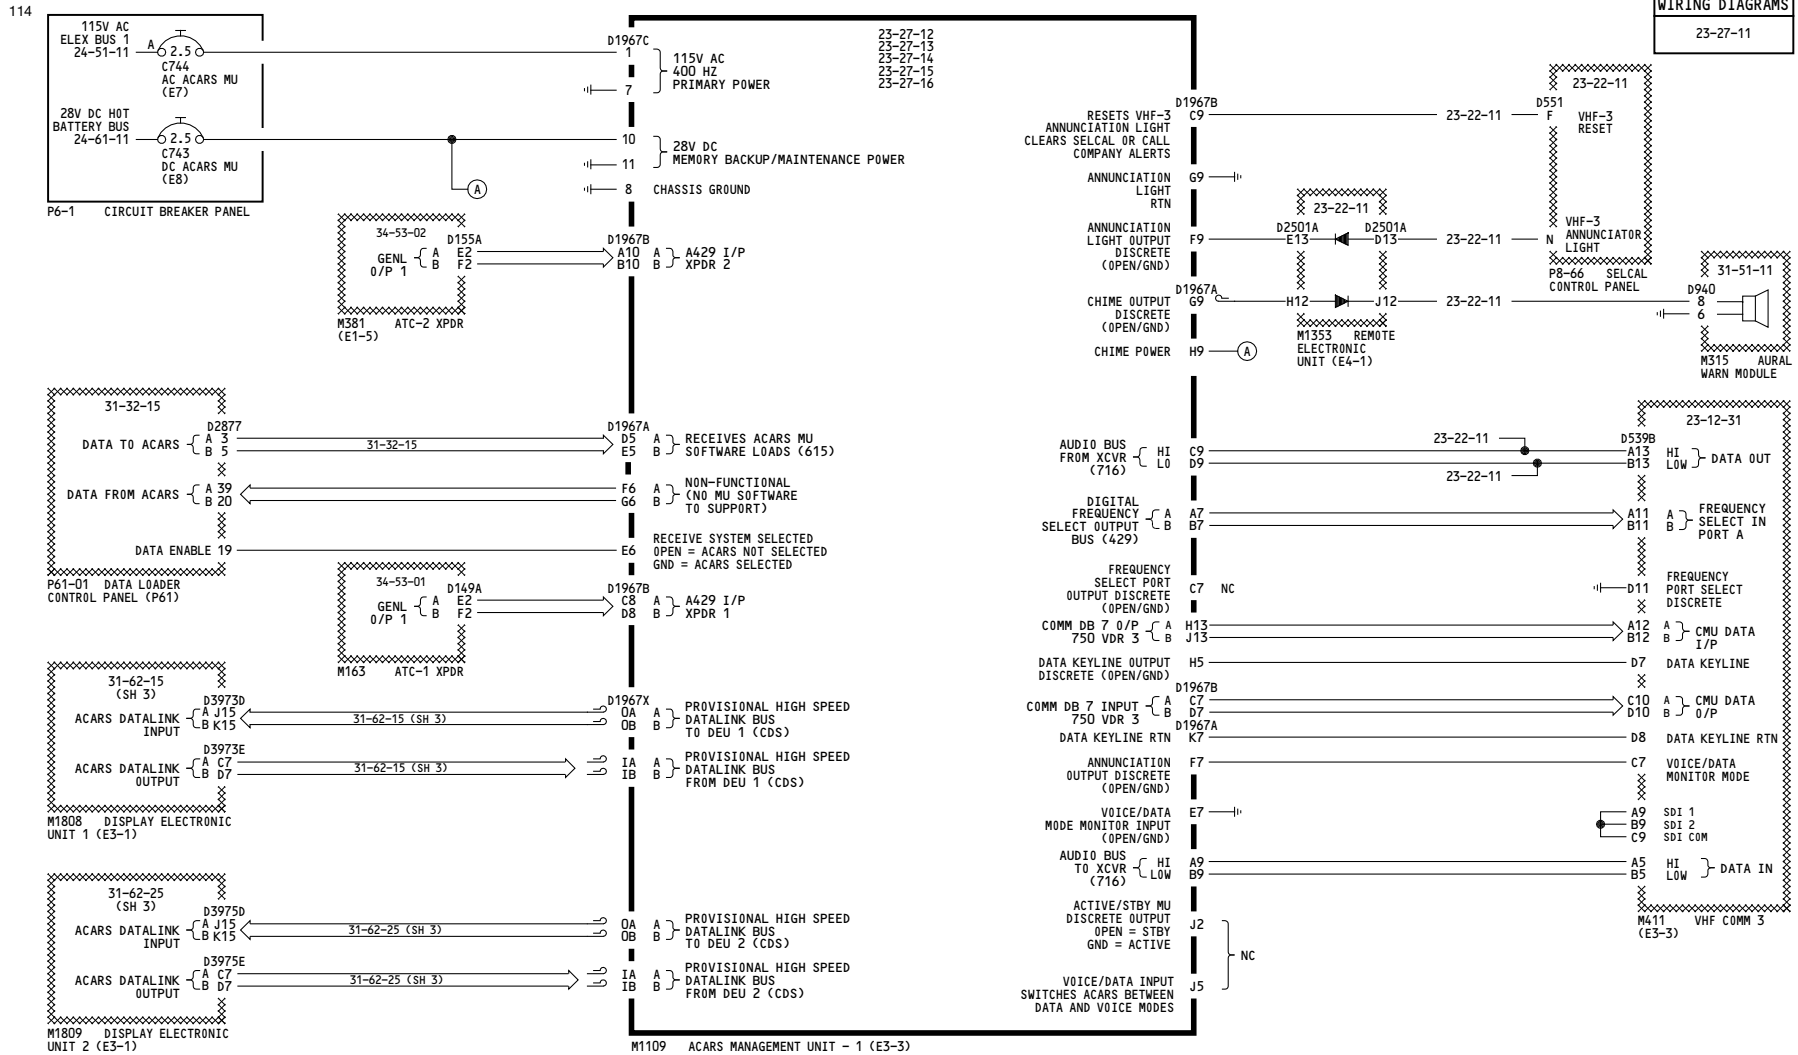 114
WIRING DIAGRAMS
23-27-11
115V AC
ELEX BUS 1
24-51-11
A
2.5
C744
AC ACARS MU
(E7)
28V DC HOT
BATTERY BUS
24-61-11
2.5
C743
DC ACARS MU
(E8)
P6-1 CIRCUIT BREAKER PANEL
A
D1967C
1
7
115V AC
400 HZ
PRIMARY POWER
10
11
28V DC
MEMORY BACKUP/MAINTENANCE POWER
8 CHASSIS GROUND
23-27-12
23-27-13
23-27-14
23-27-15
23-27-16
34-53-02
GENL
O/P 1
D155A
A E2
B F2
M381 ATC-2 XPDR
(E1-5)
D1967B
A10 A
B10 B
A429 I/P
XPDR 2
31-32-15
D2877
DATA TO ACARS
A 3
B 5
31-32-15
DATA FROM ACARS
A 39
B 20
DATA ENABLE 19
P61-01 DATA LOADER
CONTROL PANEL (P61)
D1967A
D5 A
E5 B
RECEIVES ACARS MU
SOFTWARE LOADS (615)
F6 A
G6 B
NON-FUNCTIONAL
(NO MU SOFTWARE
TO SUPPORT)
E6
RECEIVE SYSTEM SELECTED
OPEN = ACARS NOT SELECTED
GND = ACARS SELECTED
34-53-01
GENL
O/P 1
D149A
A E2
B F2
M163 ATC-1 XPDR
D1967B
C8 A
D8 B
A429 I/P
XPDR 1
31-62-15
(SH 3)
D3973D
ACARS DATALINK
INPUT
A J15
B K15
31-62-15 (SH 3)
D3973E
ACARS DATALINK
OUTPUT
A C7
B D7
31-62-15 (SH 3)
M1808 DISPLAY ELECTRONIC
UNIT 1 (E3-1)
D1967X
OA A
OB B
PROVISIONAL HIGH SPEED
DATALINK BUS
TO DEU 1 (CDS)
IA A
IB B
PROVISIONAL HIGH SPEED
DATALINK BUS
FROM DEU 1 (CDS)
31-62-25
(SH 3)
D3975D
ACARS DATALINK
INPUT
A J15
B K15
31-62-25 (SH 3)
D3975E
ACARS DATALINK
OUTPUT
A C7
B D7
31-62-25 (SH 3)
M1809 DISPLAY ELECTRONIC
UNIT 2 (E3-1)
OA A
OB B
PROVISIONAL HIGH SPEED
DATALINK BUS
TO DEU 2 (CDS)
IA A
IB B
PROVISIONAL HIGH SPEED
DATALINK BUS
FROM DEU 2 (CDS)
M1109 ACARS MANAGEMENT UNIT - 1 (E3-3)
D1967B
RESETS VHF-3 C9
ANNUNCIATION LIGHT
CLEARS SELCAL OR CALL
COMPANY ALERTS
ANNUNCIATION G9
LIGHT
RTN
ANNUNCIATION
LIGHT OUTPUT F9
DISCRETE
(OPEN/GND)
D1967A
CHIME OUTPUT G9
DISCRETE
(OPEN/GND)
CHIME POWER H9
A
23-22-11
D2501A D2501A
E13 D13
H12 J12
M1353 REMOTE
ELECTRONIC
UNIT (E4-1)
23-22-11
23-22-11
23-22-11
23-22-11
D551
F
VHF-3
RESET
N
VHF-3
ANNUNCIATOR
LIGHT
P8-66 SELCAL
CONTROL PANEL
31-51-11
D940
8
6
M315 AURAL
WARN MODULE
AUDIO BUS
FROM XCVR
(716)
HI C9
LO D9
23-22-11
23-22-11
DIGITAL
FREQUENCY
SELECT OUTPUT
BUS (429)
A A7
B B7
FREQUENCY
SELECT PORT
OUTPUT DISCRETE
(OPEN/GND)
C7 NC
COMM DB 7 O/P
750 VDR 3
A H13
B J13
DATA KEYLINE OUTPUT
DISCRETE (OPEN/GND)
H5
D1967B
COMM DB 7 INPUT
750 VDR 3
A C7
B D7
D1967A
DATA KEYLINE RTN K7
ANNUNCIATION F7
OUTPUT DISCRETE
(OPEN/GND)
VOICE/DATA E7
MODE MONITOR INPUT
(OPEN/GND)
AUDIO BUS
TO XCVR
(716)
HI A9
LOW B9
ACTIVE/STBY MU
DISCRETE OUTPUT
OPEN = STBY
GND = ACTIVE
J2
NC
VOICE/DATA INPUT
SWITCHES ACARS BETWEEN
DATA AND VOICE MODES
J5
23-12-31
D539B
A13 HI
B13 LOW
DATA OUT
A11 A
B11 B
FREQUENCY
SELECT IN
PORT A
D11
FREQUENCY
PORT SELECT
DISCRETE
A12 A
B12 B
CMU DATA
I/P
D7 DATA KEYLINE
C10 A
D10 B
CMU DATA
O/P
D8 DATA KEYLINE RTN
C7 VOICE/DATA
MONITOR MODE
A9 SDI 1
B9 SDI 2
C9 SDI COM
A5 HI
B5 LOW
DATA IN
M411 VHF COMM 3
(E3-3)